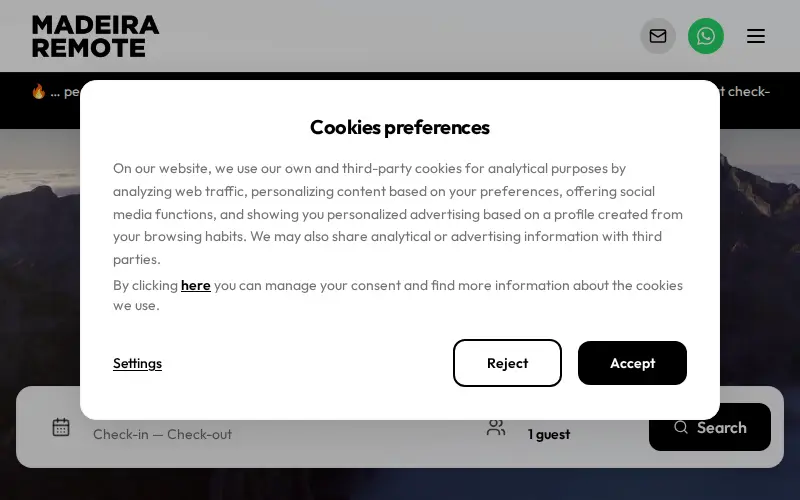 MADEIRA
REMOTE
🔥 ... pe
t check-
Cookies preferences
On our website, we use our own and third-party cookies for analytical purposes by
analyzing web traffic, personalizing content based on your preferences, offering social
media functions, and showing you personalized advertising based on a profile created from
your browsing habits. We may also share analytical or advertising information with third
parties.
By clicking here you can manage your consent and find more information about the cookies
we use.
Settings
Reject
Accept
Check-in — Check-out
1 guest
Search